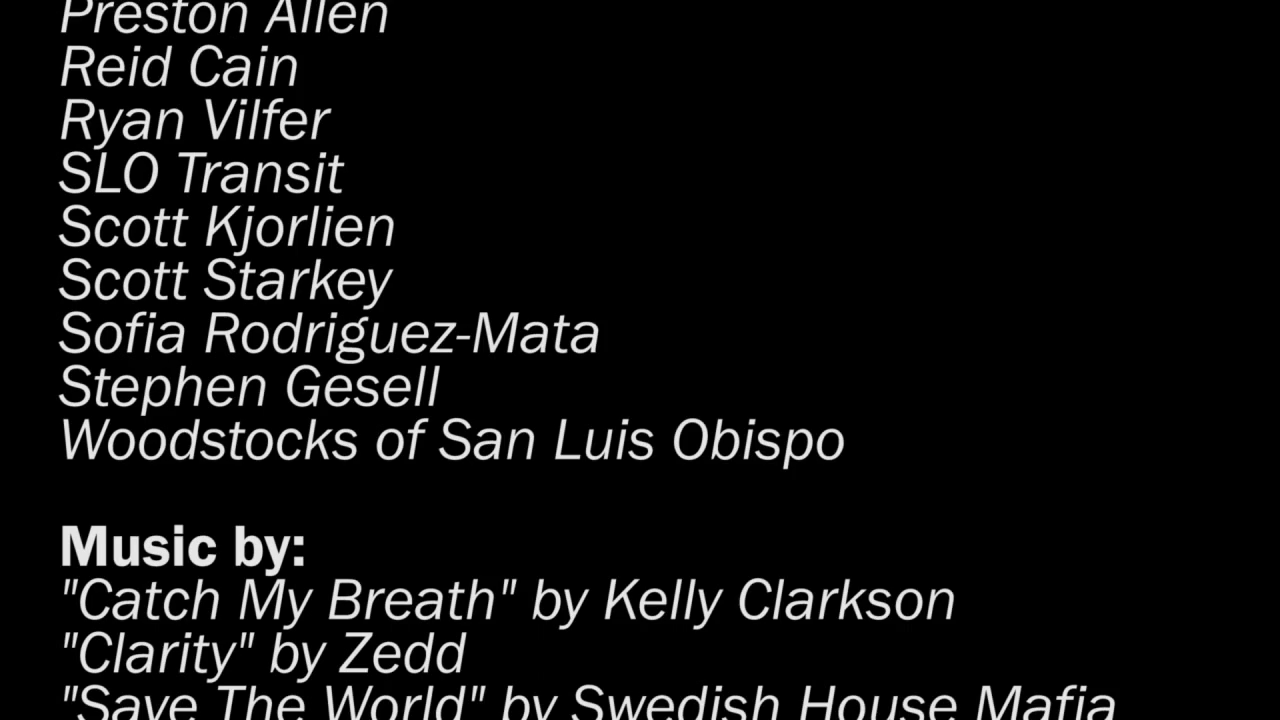 Preston Allen
Reid Cain
Ryan Vilfer
SLO Transit
Scott Kjorlien
Scott Starkey
Sofia Rodriguez-Mata
Stephen Gesell
Woodstocks of San Luis Obispo
Music by:
"Catch My Breath" by Kelly Clarkson
"Clarity" by Zedd
"Save The World" by Swedish House Mafia